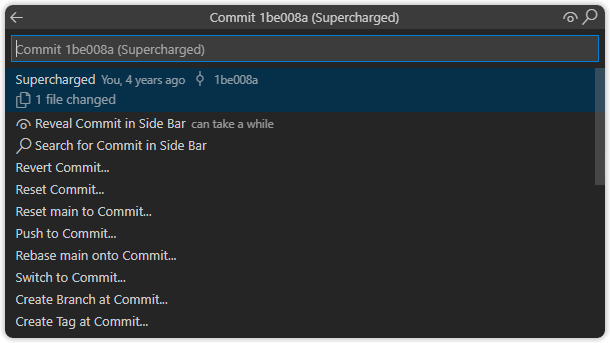 Commit 1be008a (Supercharged)
Commit 1be008a (Supercharged)
Supercharged You, 4 years ago 1be008a
1 file changed
Reveal Commit in Side Bar can take a while
Search for Commit in Side Bar
Revert Commit...
Reset Commit...
Reset main to Commit...
Push to Commit...
Rebase main onto Commit...
Switch to Commit...
Create Branch at Commit...
Create Tag at Commit...